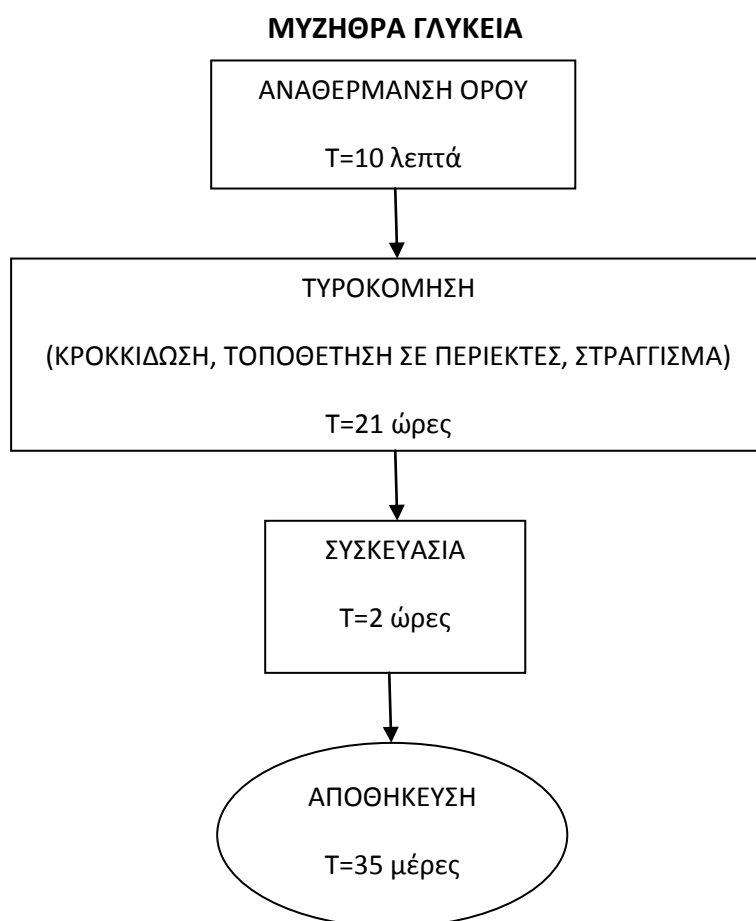 ΜΥΖΗΘΡΑ ΓΛΥΚΕΙΑ
ΑΝΑΘΕΡΜΑΝΣΗ ΟΡΟΥ
Τ=10 λεπτά
ΤΥΡΟΚΟΜΗΣΗ
(ΚΡΟΚΚΙΔΩΣΗ, ΤΟΠΟΘΕΤΗΣΗ ΣΕ ΠΕΡΙΕΚΤΕΣ, ΣΤΡΑΓΓΙΣΜΑ)
Τ=21 ώρες
ΣΥΣΚΕΥΑΣΙΑ
Τ=2 ώρες
ΑΠΟΘΗΚΕΥΣΗ
Τ=35 μέρες